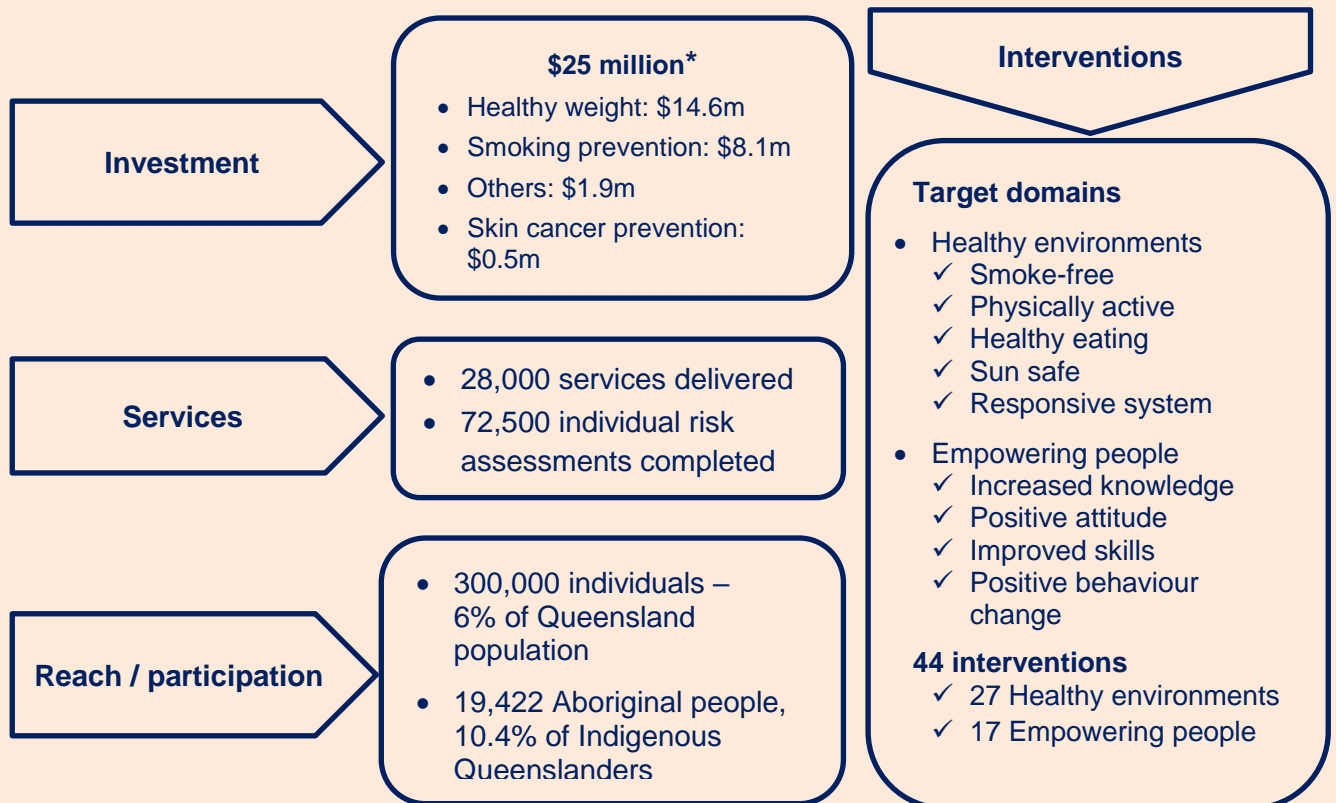 Investment
$25 million*
• Healthy weight: $14.6m
• Smoking prevention: $8.1m
• Others: $1.9m
• Skin cancer prevention:
$0.5m
Services
• 28,000 services delivered
• 72,500 individual risk
assessments completed
Reach / participation
• 300,000 individuals –
6% of Queensland
population
• 19,422 Aboriginal people,
10.4% of Indigenous
Queenslanders
Interventions
Target domains
• Healthy environments
✓ Smoke-free
✓ Physically active
✓ Healthy eating
✓ Sun safe
✓ Responsive system
• Empowering people
✓ Increased knowledge
✓ Positive attitude
✓ Improved skills
✓ Positive behaviour
change
44 interventions
✓ 27 Healthy environments
✓ 17 Empowering people